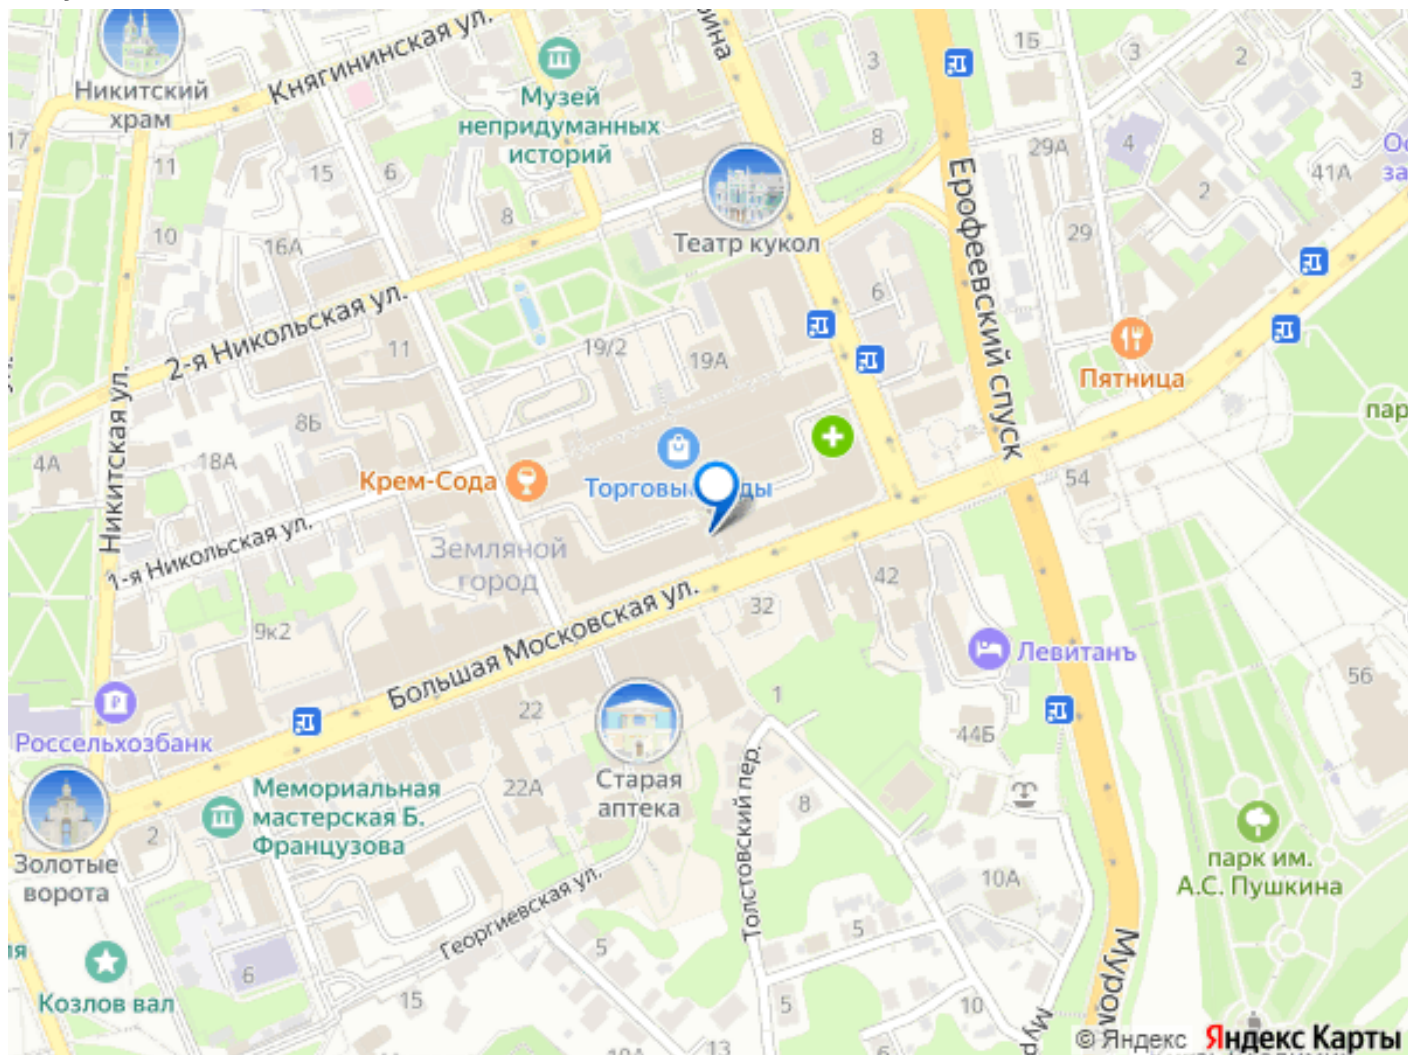 Княгининская ул.
Никитский
храм
Музей
непридуманных
историй
15
3
2
3
3
17
11
15
6
8
8
29А
4
41А
2
Театр кукол
10
16А
29
Ерофеевский спуск
6
2-я Никольская ул.
11
19/2
19А
Пятница
Никитская ул.
8Б
4А
18А
Крем-Сода
54
1-я Никольская ул.
Земляной
город
42
32
9к2
Большая Московская ул.
Левитанъ
56
1
22
Россельхозбанк
44Б
Старая
аптека
22А
Мемориальная
мастерская Б.
Французова
8
2
Толстовский пер.
Золотые
ворота
парк им.
А.С. Пушкина
10А
Георгиевская ул.
5
5
6
Козлов вал
15
5
10
13
© Яндекс Яндекс Карты